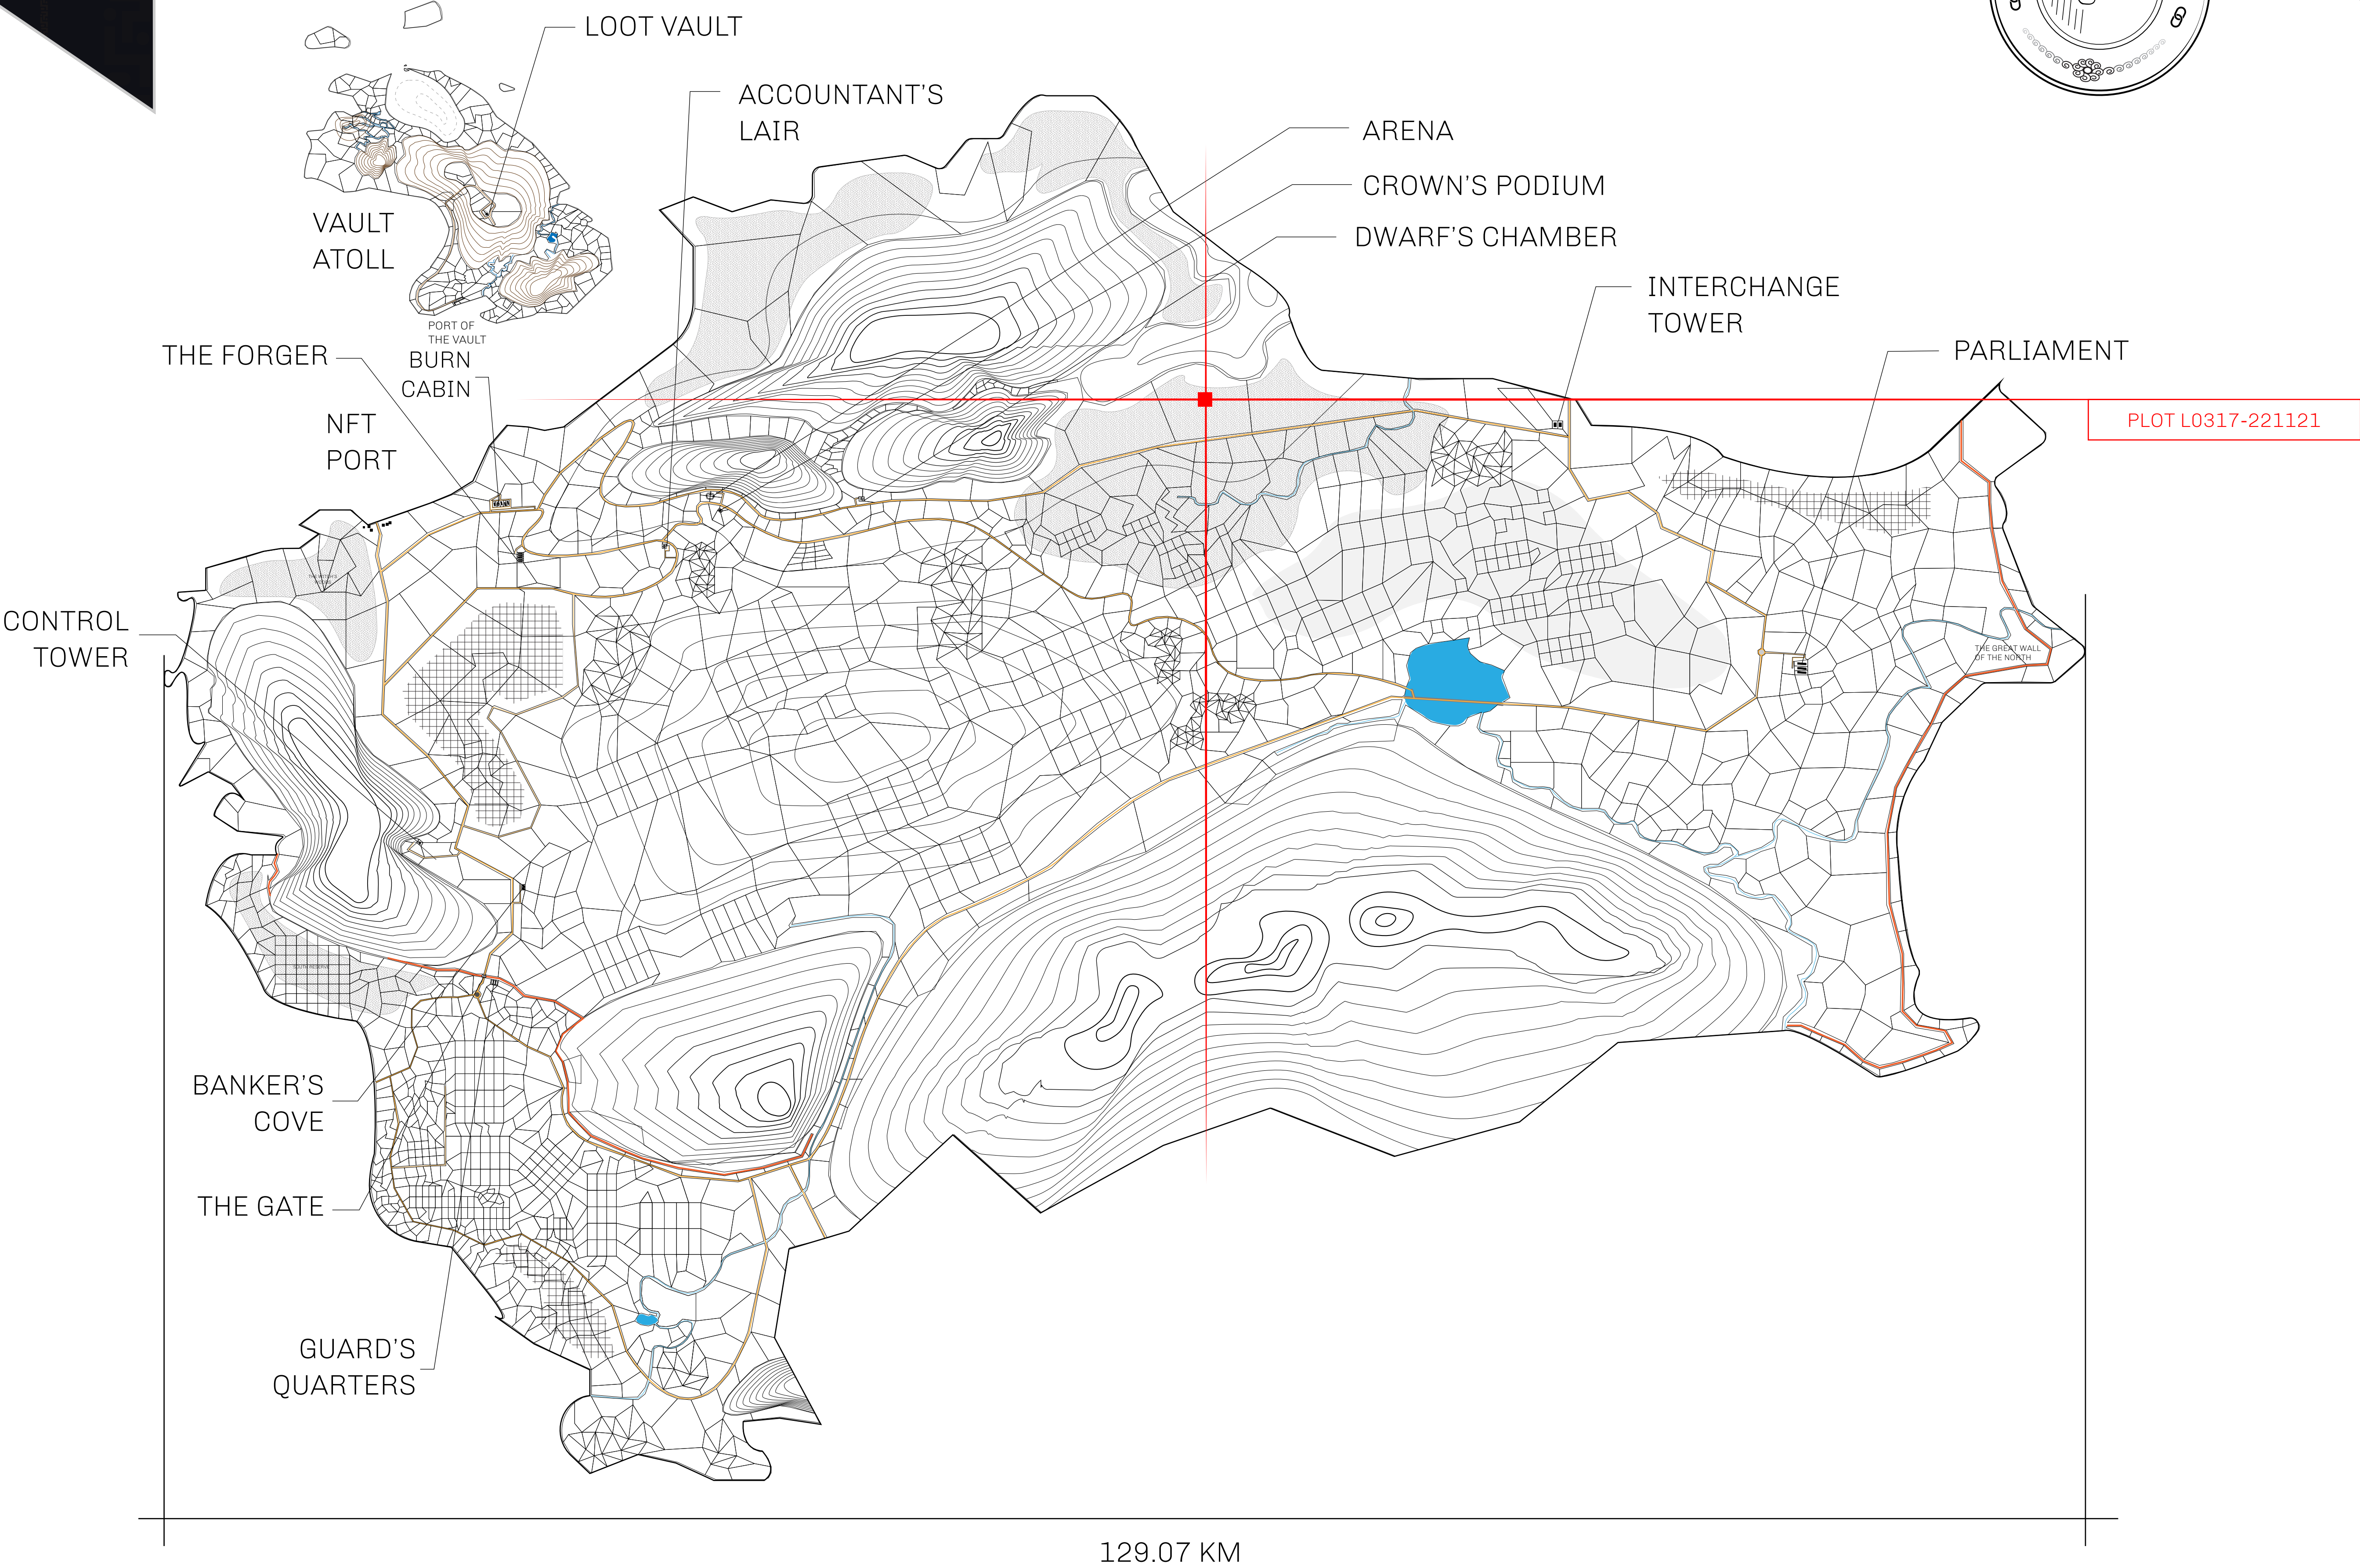 LOOT VAULT
ACCOUNTANT'S
LAIR
ARENA
CROWN'S PODIUM
DWARF'S CHAMBER
VAULT
ATOLL
INTERCHANGE
TOWER
PORT OF
THE VAULT
THE FORGER
BURN
CABIN
PARLIAMENT
NFT
PORT
PLOT L0317-221121
CONTROL
TOWER
THE GREAT WALL
OF THE NORTH
SOUTH RESERVE
BANKER'S
COVE
THE GATE
GUARD'S
QUARTERS
129.07 KM